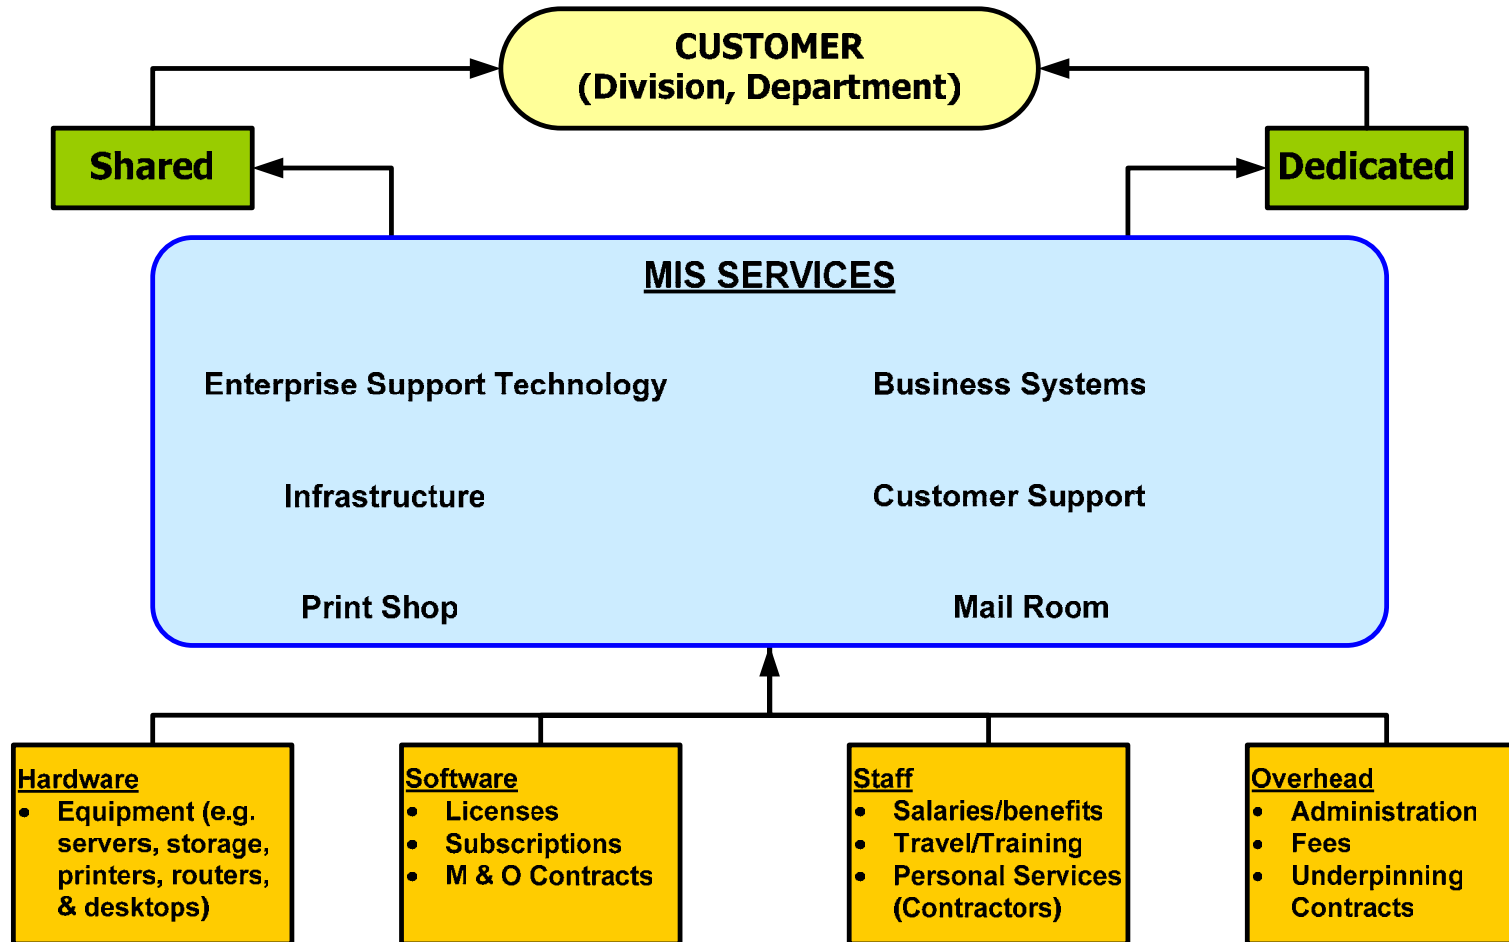 CUSTOMER
(Division, Department)
Shared
Dedicated
MIS SERVICES
Enterprise Support Technology
Business Systems
Infrastructure
Customer Support
Print Shop
Mail Room
Hardware
• Equipment (e.g.
servers, storage,
printers, routers,
& desktops)
Software
• Licenses
• Subscriptions
• M & O Contracts
Staff
• Salaries/benefits
• Travel/Training
• Personal Services
(Contractors)
Overhead
• Administration
• Fees
• Underpinning
Contracts